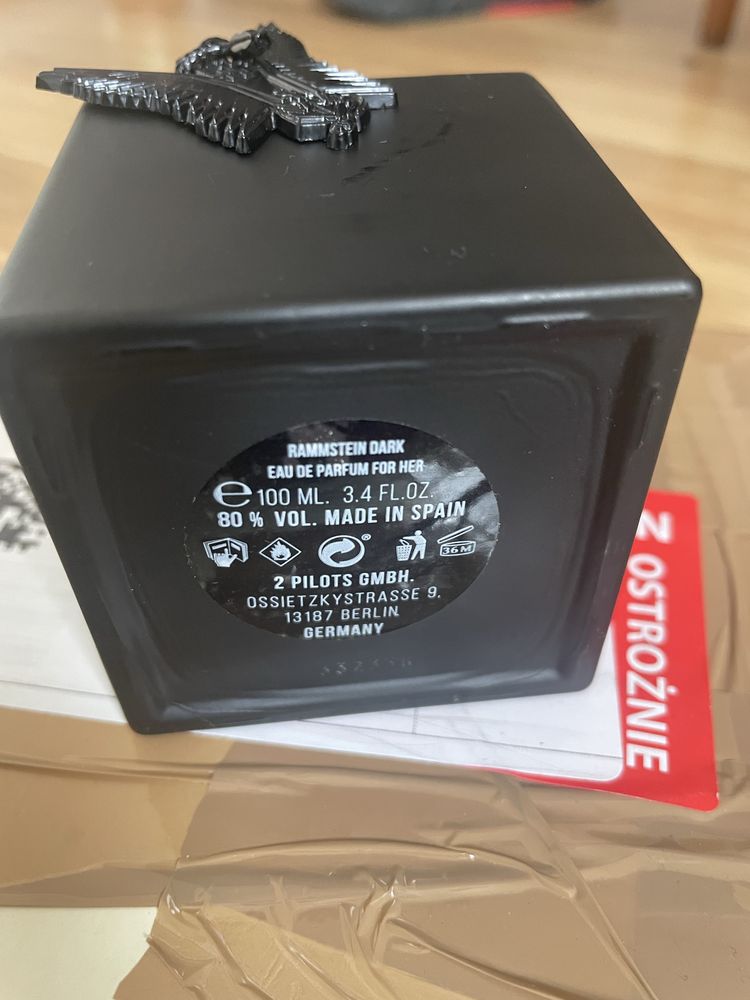 RAMMSTEIN DARK
EAU DE PARFUM FOR HER
℮ 100 ML. 3.4 FL.OZ.
80 % VOL. MADE IN SPAIN
®
36 M
2 PILOTS GMBH.
OSSIETZKYSTRASSE 9,
13187 BERLIN
GERMANY
Z OSTROŻNIE